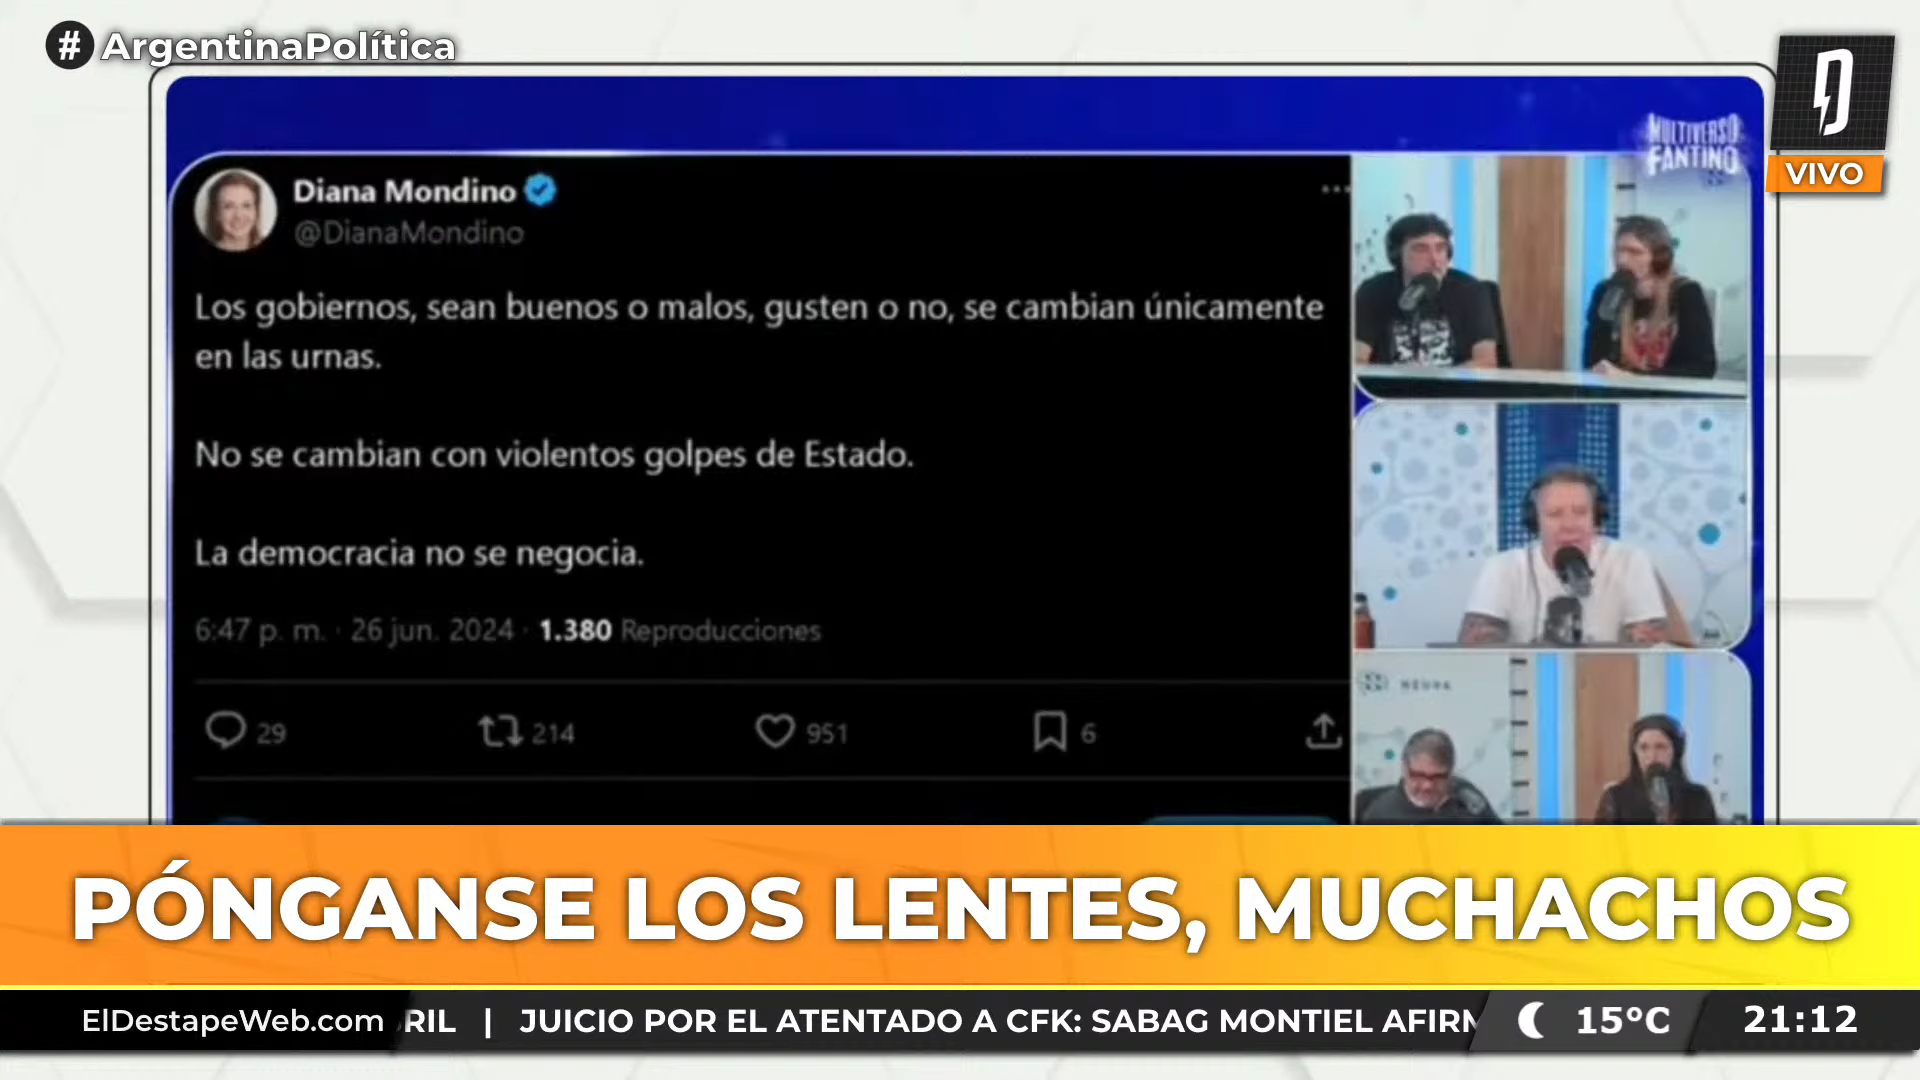 # ArgentinaPolítica
VIVO
MULTIVERSO
FANTINO
Diana Mondino
@DianaMondino
Los gobiernos, sean buenos o malos, gusten o no, se cambian únicamente
en las urnas.
No se cambian con violentos golpes de Estado.
La democracia no se negocia.
6:47 p. m. · 26 jun. 2024 · 1.380 Reproducciones
29 214 951 6
NEURA
PÓNGANSE LOS LENTES, MUCHACHOS
ElDestapeWeb.com RIL | JUICIO POR EL ATENTADO A CFK: SABAG MONTIEL AFIRM 15°C 21:12